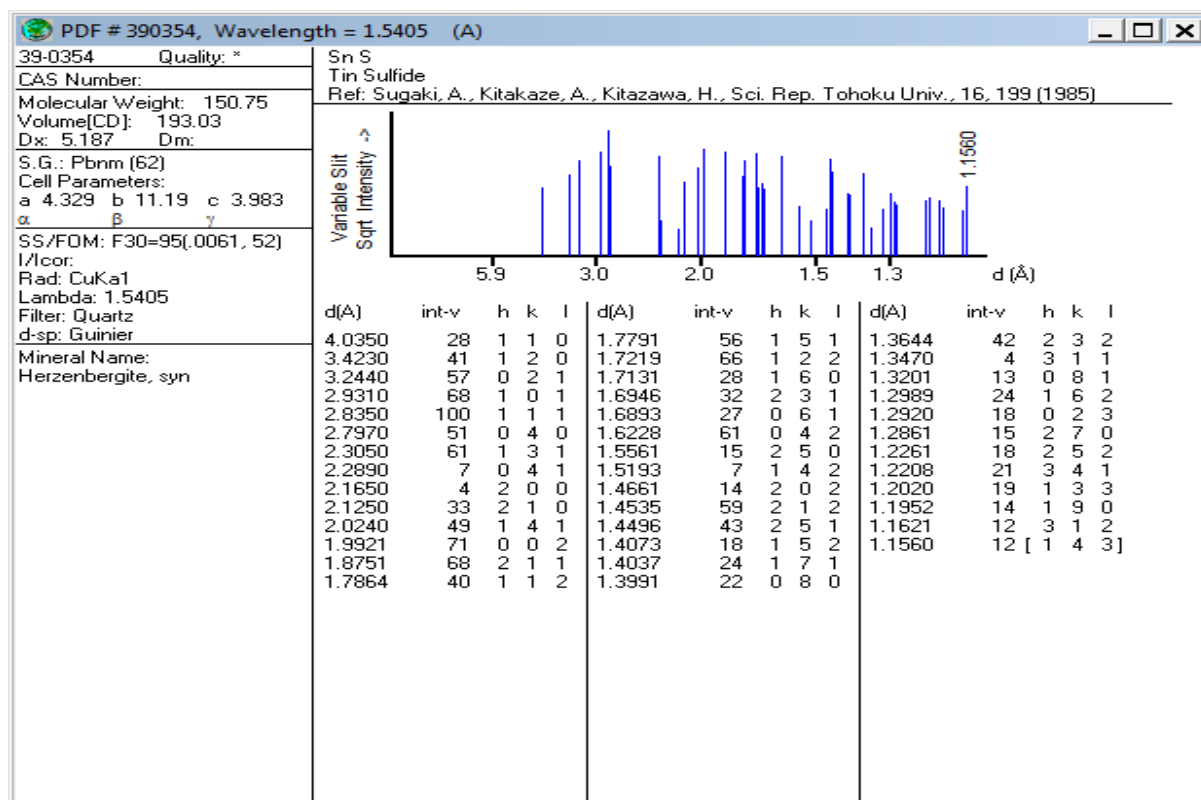 PDF # 390354, Wavelength = 1.5405 (A)
39-0354 Quality: *
CAS Number:
Molecular Weight: 150.75
Volume[CD]: 193.03
Dx: 5.187 Dm:
S.G.: Pbnm (62)
Cell Parameters:
a 4.329 b 11.19 c 3.983
α β γ
SS/FOM: F30=95(.0061, 52)
I/Icor:
Rad: CuKa1
Lambda: 1.5405
Filter: Quartz
d-sp: Guinier
Mineral Name:
Herzenbergite, syn
Sn S
Tin Sulfide
Ref: Sugaki, A., Kitakaze, A., Kitazawa, H., Sci. Rep. Tohoku Univ., 16, 199 (1985)
Variable Slit
Sqrt Intensity ->
1.1560
5.9 3.0 2.0 1.5 1.3 d (Å)
d(A) int-v h k l
4.0350 28 1 1 0
3.4230 41 1 2 0
3.2440 57 0 2 1
2.9310 68 1 0 1
2.8350 100 1 1 1
2.7970 51 0 4 0
2.3050 61 1 3 1
2.2890 7 0 4 1
2.1650 4 2 0 0
2.1250 33 2 1 0
2.0240 49 1 4 1
1.9921 71 0 0 2
1.8751 68 2 1 1
1.7864 40 1 1 2
d(A) int-v h k l
1.7791 56 1 5 1
1.7219 66 1 2 2
1.7131 28 1 6 0
1.6946 32 2 3 1
1.6893 27 0 6 1
1.6228 61 0 4 2
1.5561 15 2 5 0
1.5193 7 1 4 2
1.4661 14 2 0 2
1.4535 59 2 1 2
1.4496 43 2 5 1
1.4073 18 1 5 2
1.4037 24 1 7 1
1.3991 22 0 8 0
d(A) int-v h k l
1.3644 42 2 3 2
1.3470 4 3 1 1
1.3201 13 0 8 1
1.2989 24 1 6 2
1.2920 18 0 2 3
1.2861 15 2 7 0
1.2261 18 2 5 2
1.2208 21 3 4 1
1.2020 19 1 3 3
1.1952 14 1 9 0
1.1621 12 3 1 2
1.1560 12 [ 1 4 3]